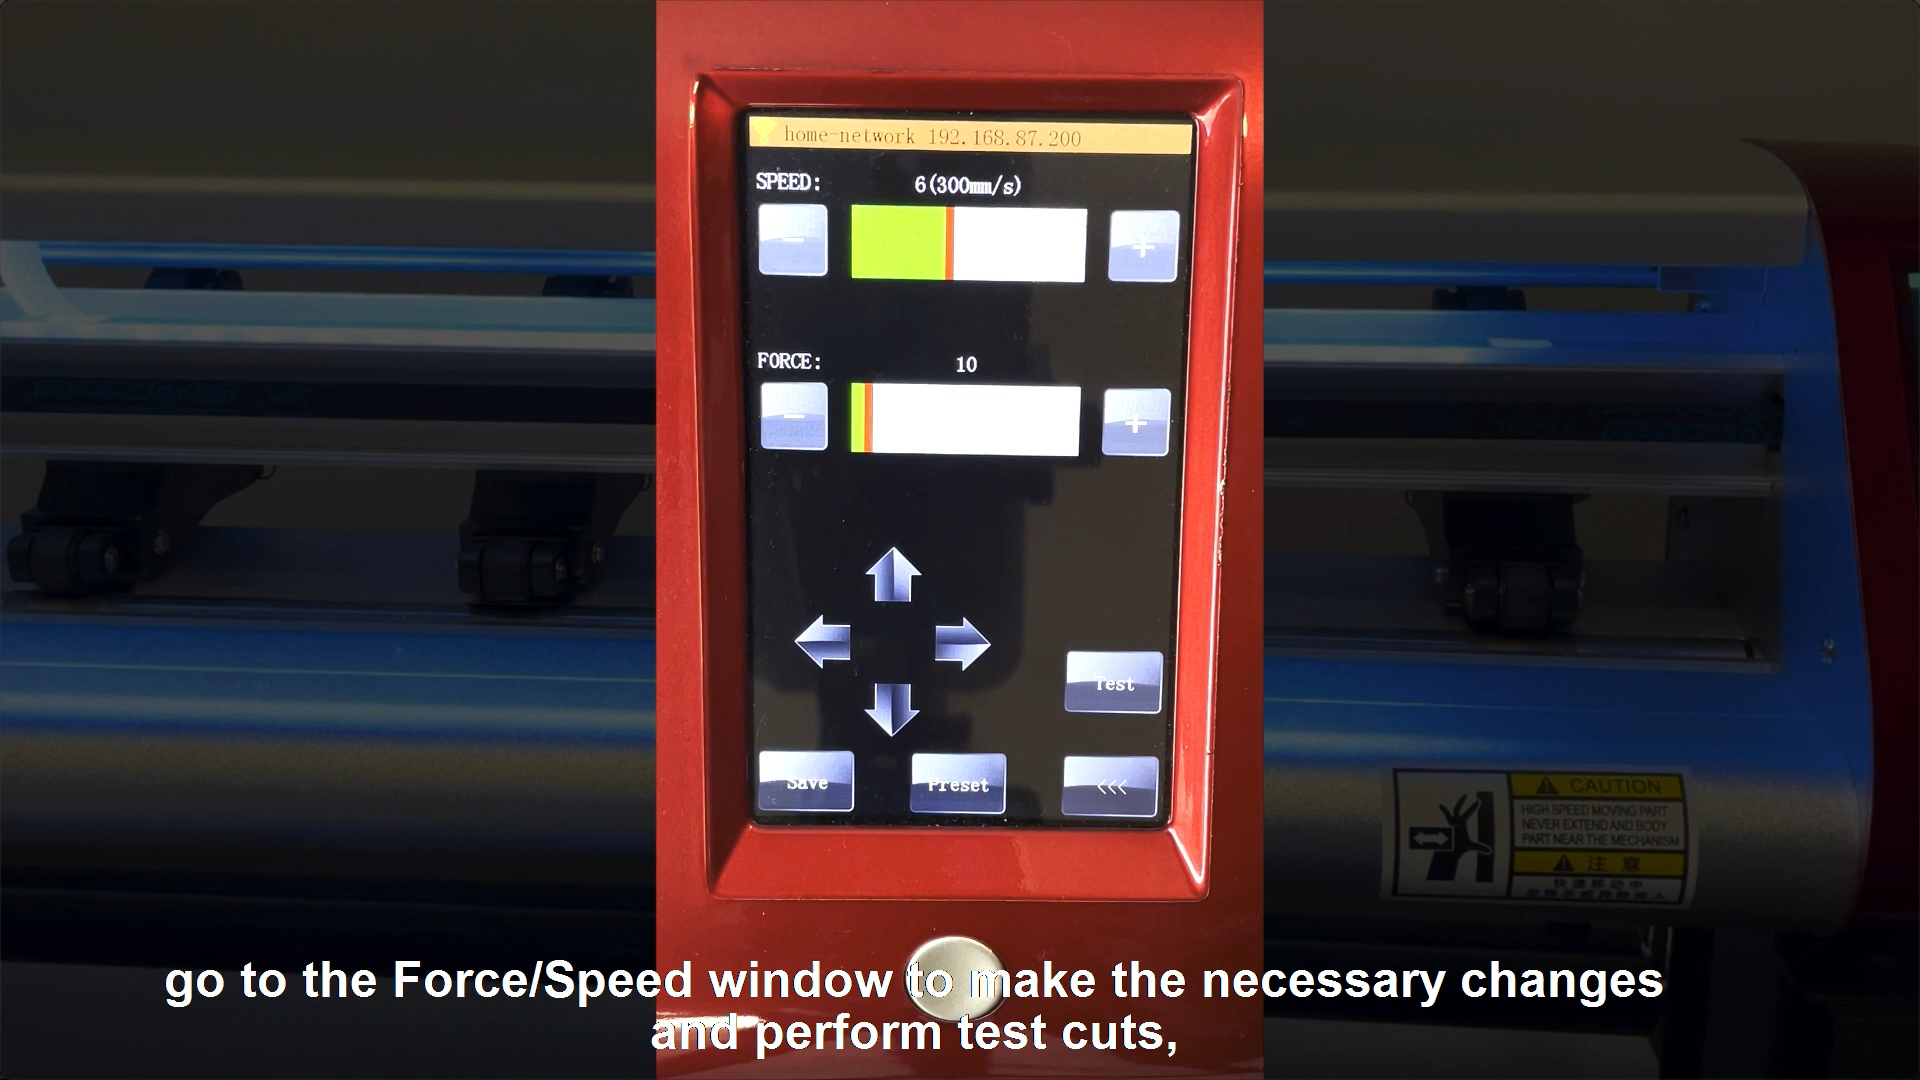 home-network 192.168.87.200
SPEED: 6(300mm/s)
- +
FORCE: 10
- +
Test
Save Preset <<<
CAUTION
HIGH SPEED MOVING PART
NEVER EXTEND AND BODY
PART NEAR THE MECHANISM
注 意
go to the Force/Speed window to make the necessary changes
and perform test cuts,